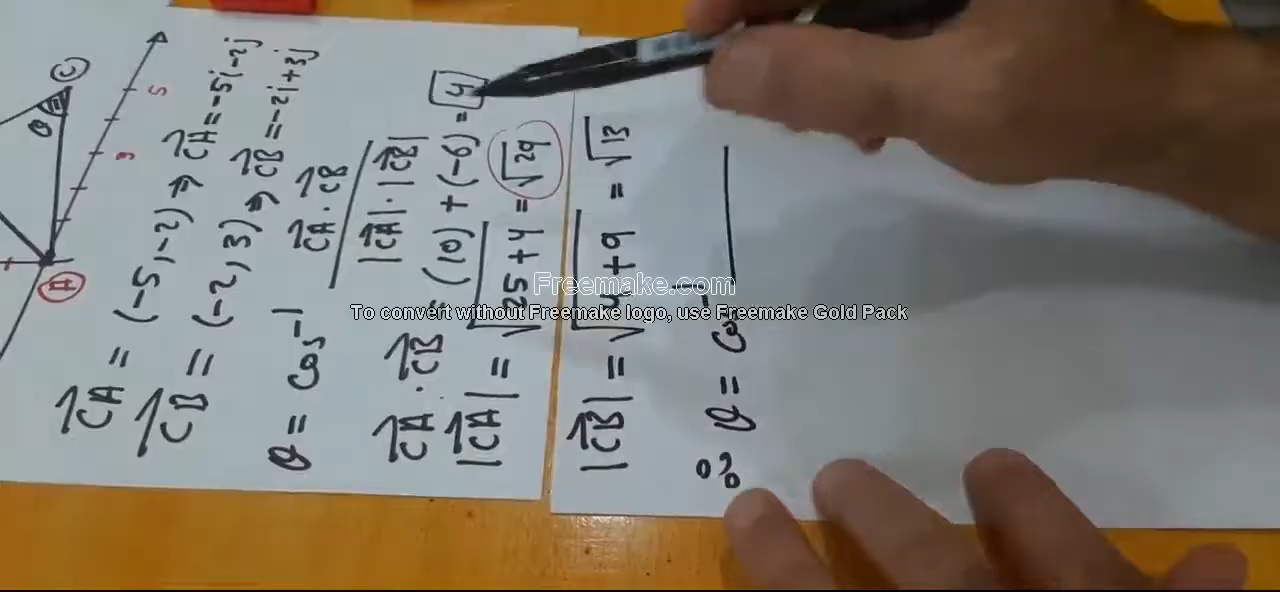 C
θ
A
3
5
CA = (-5, -2) ⇒ CA = -5i -2j
CB = (-2, 3) ⇒ CB = -2i + 3j
θ = cos⁻¹ CA · CB / |CA| · |CB|
CA · CB = (10) + (-6) = 4
|CA| = √25 + 4 = √29
|CB| = √4 + 9 = √13
θ = cos⁻¹
Freemake.com
To convert without Freemake logo, use Freemake Gold Pack